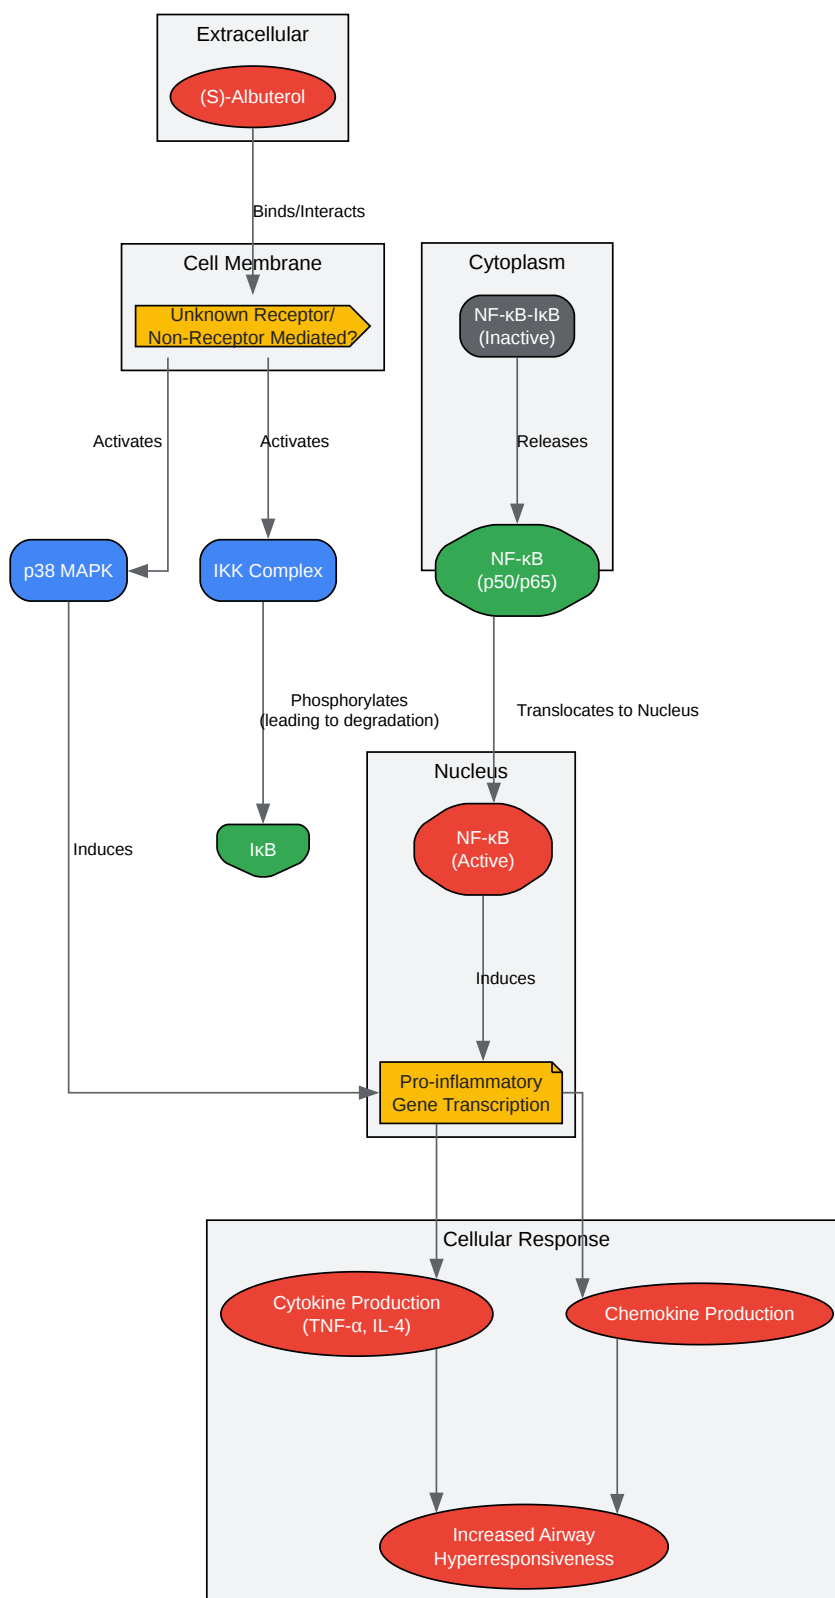 Extracellular
(S)-Albuterol
Binds/Interacts
Cell Membrane
Unknown Receptor/
Non-Receptor Mediated?
Cytoplasm
NF-κB-IκB
(Inactive)
Activates
Activates
Releases
p38 MAPK
IKK Complex
NF-κB
(p50/p65)
Phosphorylates
(leading to degradation)
Translocates to Nucleus
Nucleus
NF-κB
(Active)
Induces
IκB
Induces
Pro-inflammatory
Gene Transcription
Cellular Response
Cytokine Production
(TNF-α, IL-4)
Chemokine Production
Increased Airway
Hyperresponsiveness